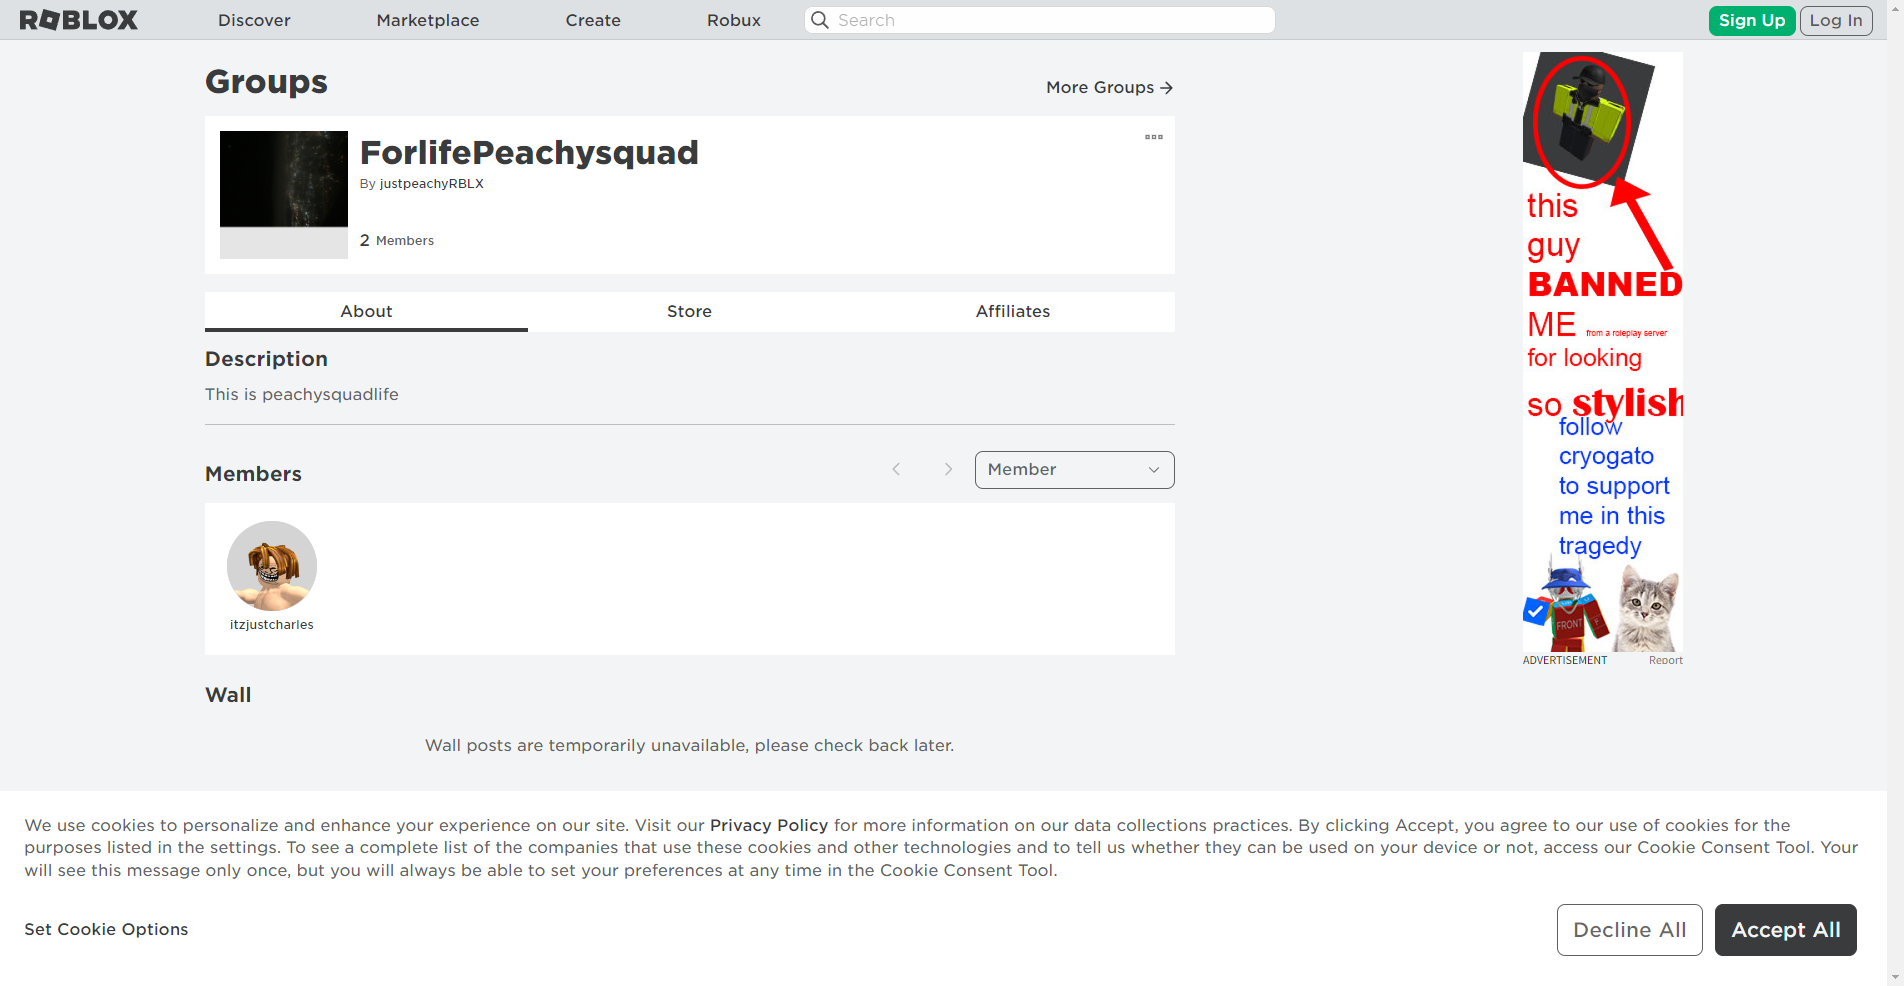 ROBLOX
Discover
Marketplace
Create
Robux
Search
Sign Up
Log In
Groups
More Groups
ForlifePeachysquad
By justpeachyRBLX
2 Members
About
Store
Affiliates
Description
This is peachysquadlife
Members
Member
itzjustcharles
Wall
Wall posts are temporarily unavailable, please check back later.
this
guy
BANNED
ME from a roleplay server
for looking
so stylish
follow
cryogato
to support
me in this
tragedy
FRONT
F
ADVERTISEMENT
Report
We use cookies to personalize and enhance your experience on our site. Visit our Privacy Policy for more information on our data collections practices. By clicking Accept, you agree to our use of cookies for the
purposes listed in the settings. To see a complete list of the companies that use these cookies and other technologies and to tell us whether they can be used on your device or not, access our Cookie Consent Tool. Your
will see this message only once, but you will always be able to set your preferences at any time in the Cookie Consent Tool.
Set Cookie Options
Decline All
Accept All